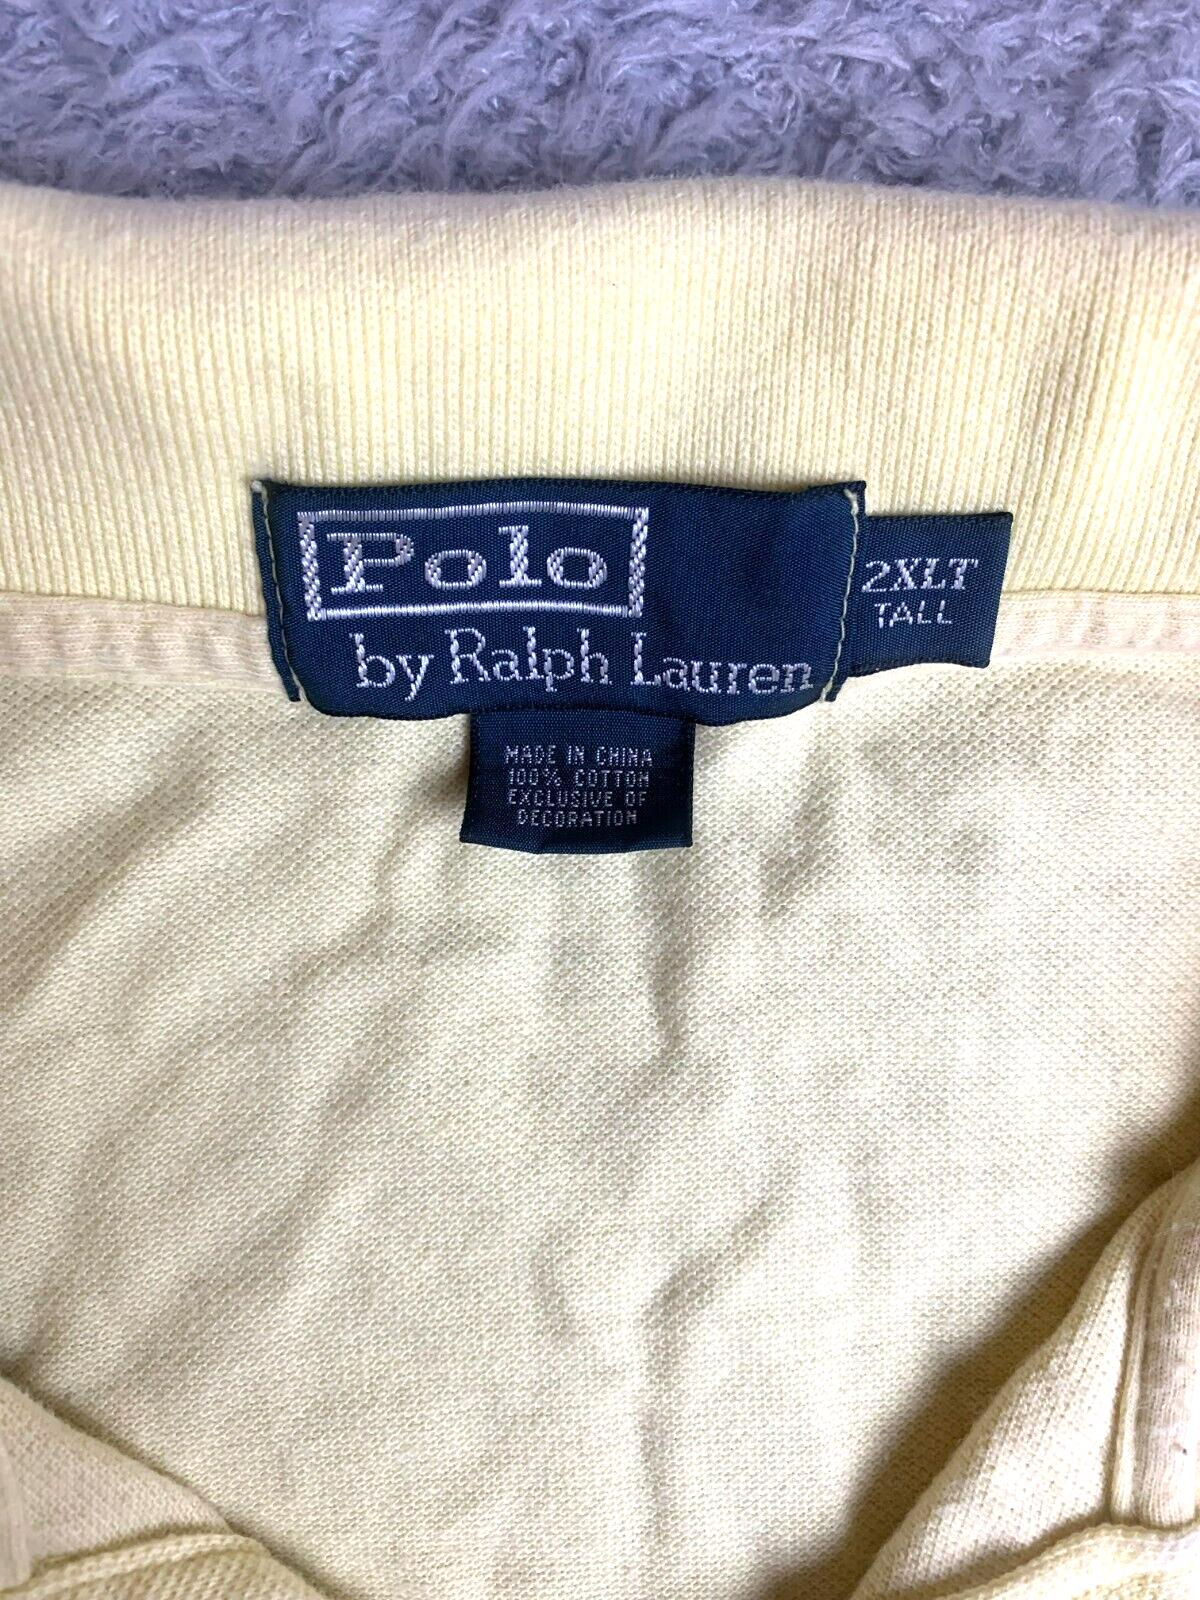 Polo
by Ralph Lauren
2XLT
TALL
MADE IN CHINA
100% COTTON
EXCLUSIVE OF
DECORATION